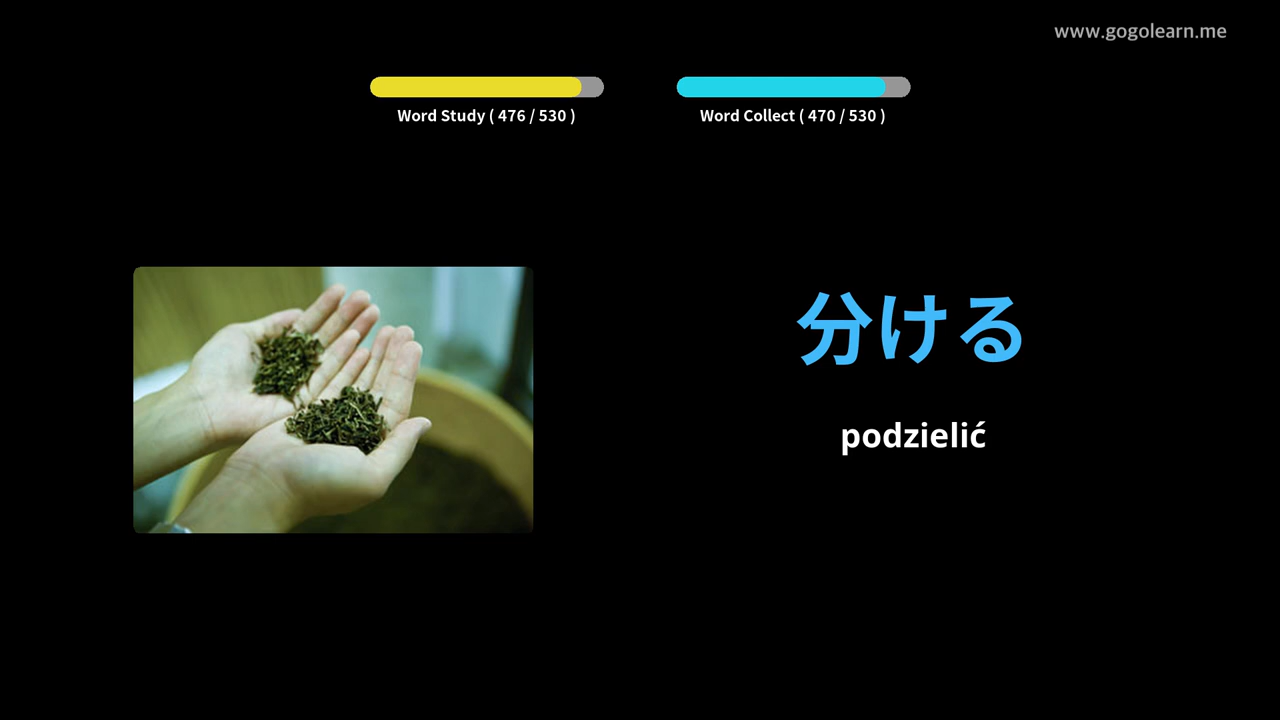 www.gogolearn.me
Word Study ( 476 / 530 )
Word Collect ( 470 / 530 )
分ける
podzielić